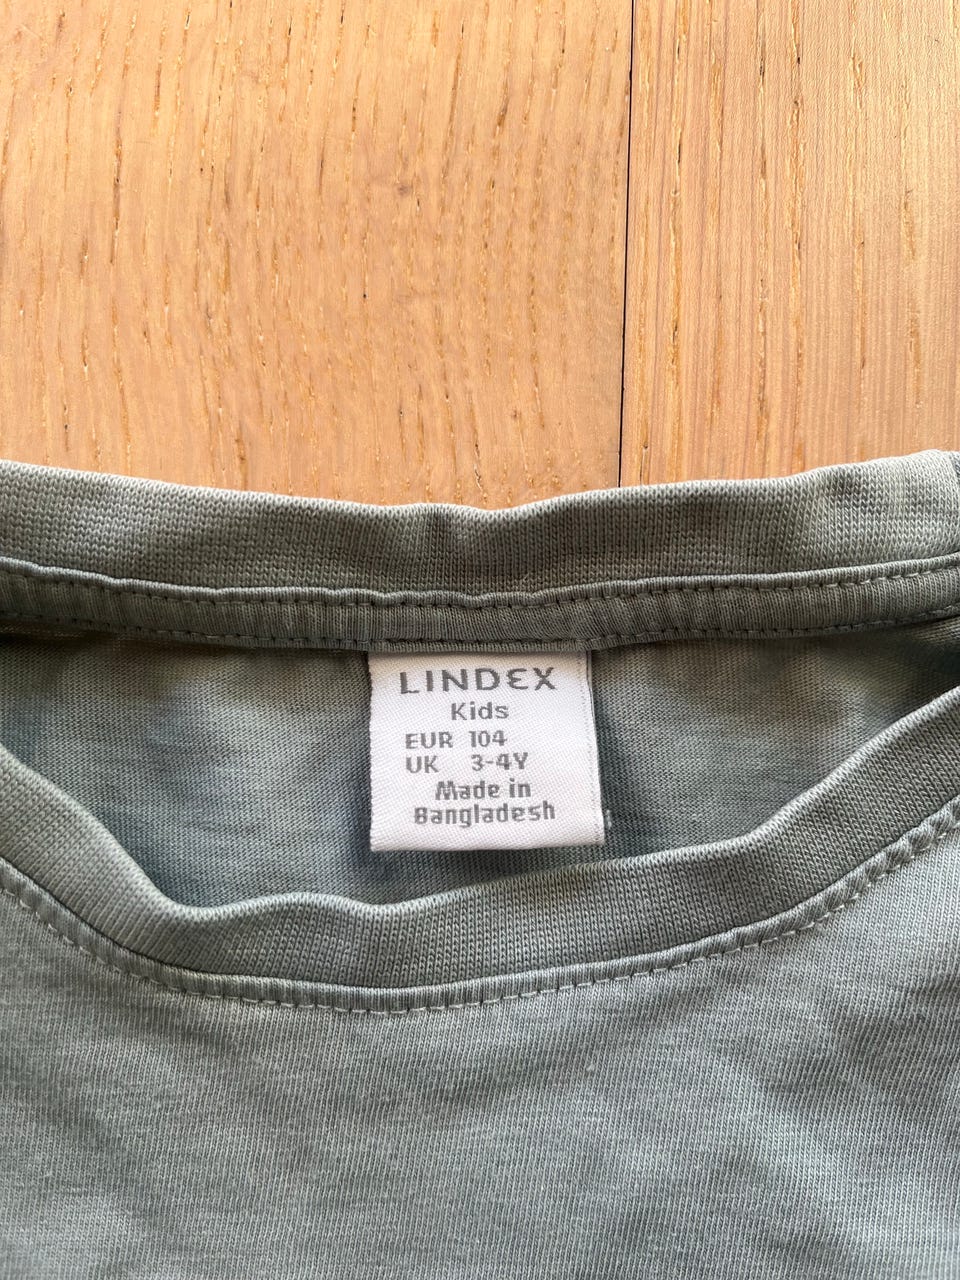 LINDEX
Kids
EUR 104
UK 3-4Y
Made in
Bangladesh